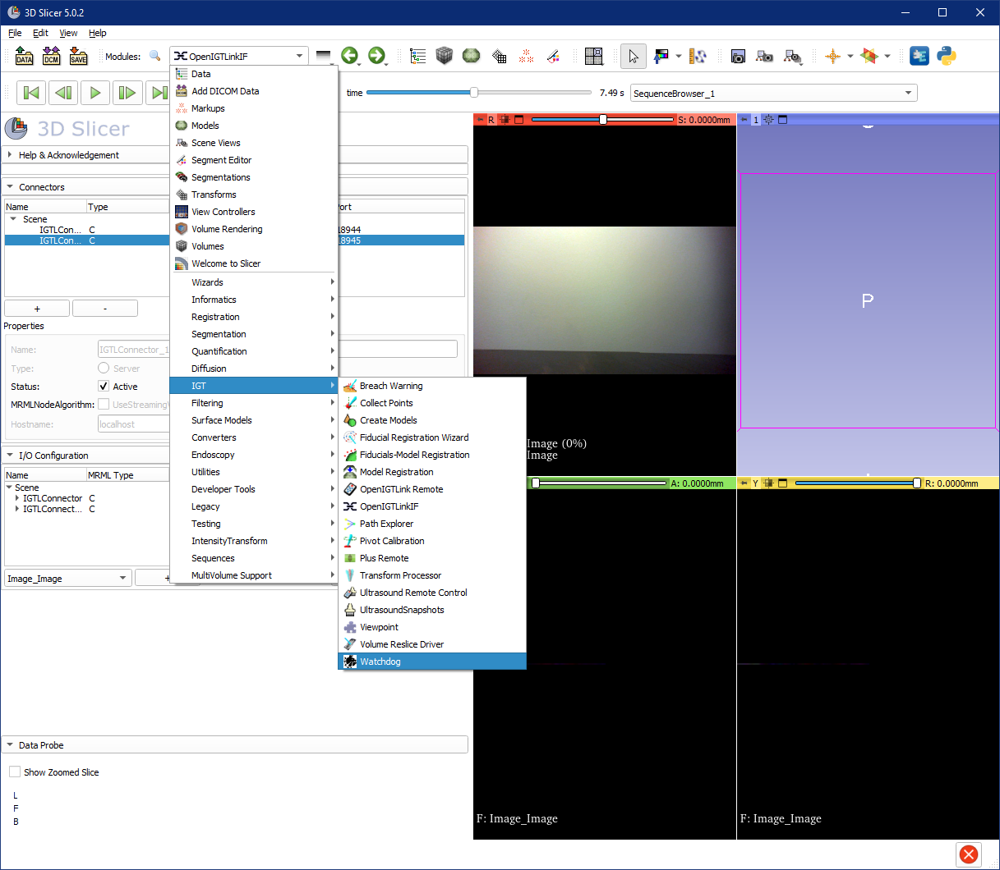 3D Slicer 5.0.2
File Edit View Help
DATA DCM SAVE Modules: OpenIGTLinkIF
time 7.49 s SequenceBrowser_1
3D Slicer
Help & Acknowledgement
Connectors
Name Type ort
Scene
IGTLCon... C 18944
IGTLCon... C 18945
+ -
Properties
Name: IGTLConnector_1
Type: Server
Status: Active
MRMLNodeAlgorithm: UseStreaming
Hostname: localhost
I/O Configuration
Name MRML Type
Scene
IGTLConnector C
IGTLConnect... C
Image_Image +
Data Probe
Show Zoomed Slice
L
F
B
Data
Add DICOM Data
Markups
Models
Scene Views
Segment Editor
Segmentations
Transforms
View Controllers
Volume Rendering
Volumes
Welcome to Slicer
Wizards
Informatics
Registration
Segmentation
Quantification
Diffusion
IGT
Filtering
Surface Models
Converters
Endoscopy
Utilities
Developer Tools
Legacy
Testing
IntensityTransform
Sequences
MultiVolume Support
Breach Warning
Collect Points
Create Models
Fiducial Registration Wizard
Fiducials-Model Registration
Model Registration
OpenIGTLink Remote
OpenIGTLinkIF
Path Explorer
Pivot Calibration
Plus Remote
Transform Processor
Ultrasound Remote Control
UltrasoundSnapshots
Viewpoint
Volume Reslice Driver
Watchdog
R S: 0.0000mm
1
P
Image (0%)
Image
A: 0.0000mm
Y R: 0.0000mm
F: Image_Image
F: Image_Image